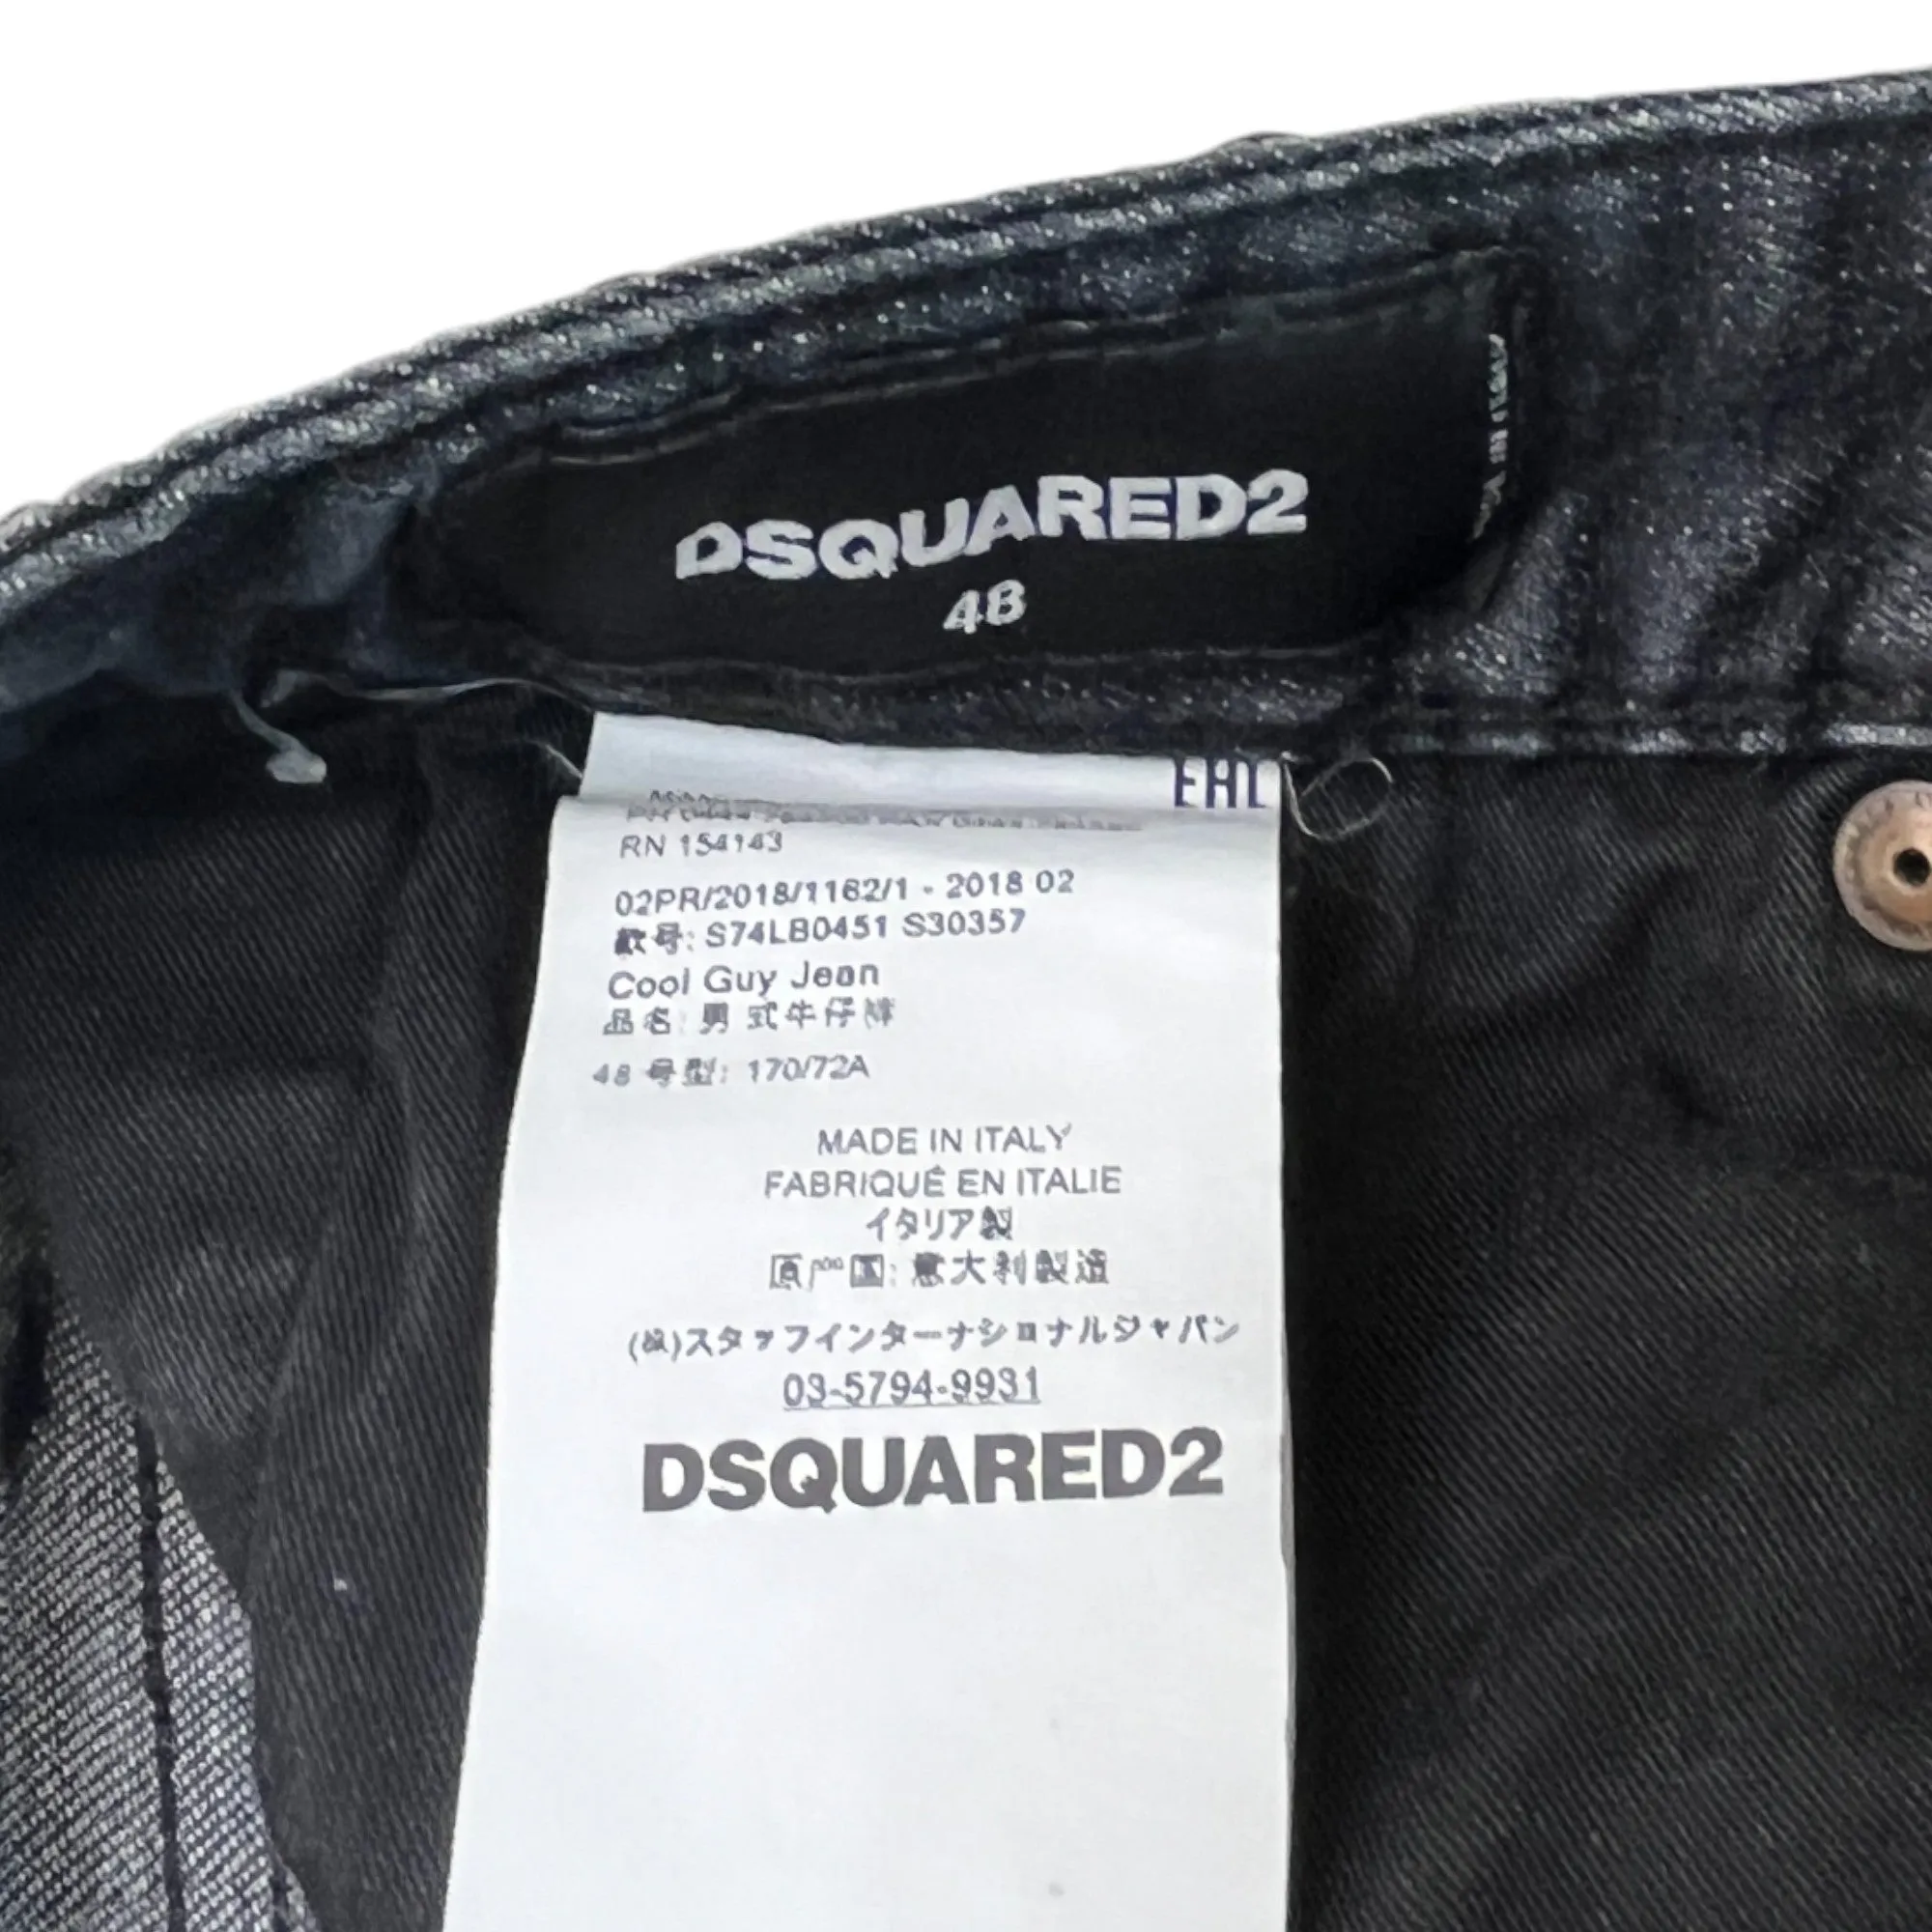 DSQUARED2
48
EAC
RN 154143
02PR/2018/1162/1 - 2018 02
款号: S74LB0451 S30357
Cool Guy Jean
品名: 男式牛仔裤
48 号型: 170/72A
MADE IN ITALY
FABRIQUÉ EN ITALIE
イタリア製
原产国: 意大利製造
(株)スタッフインターナショナルジャパン
03-5794-9931
DSQUARED2